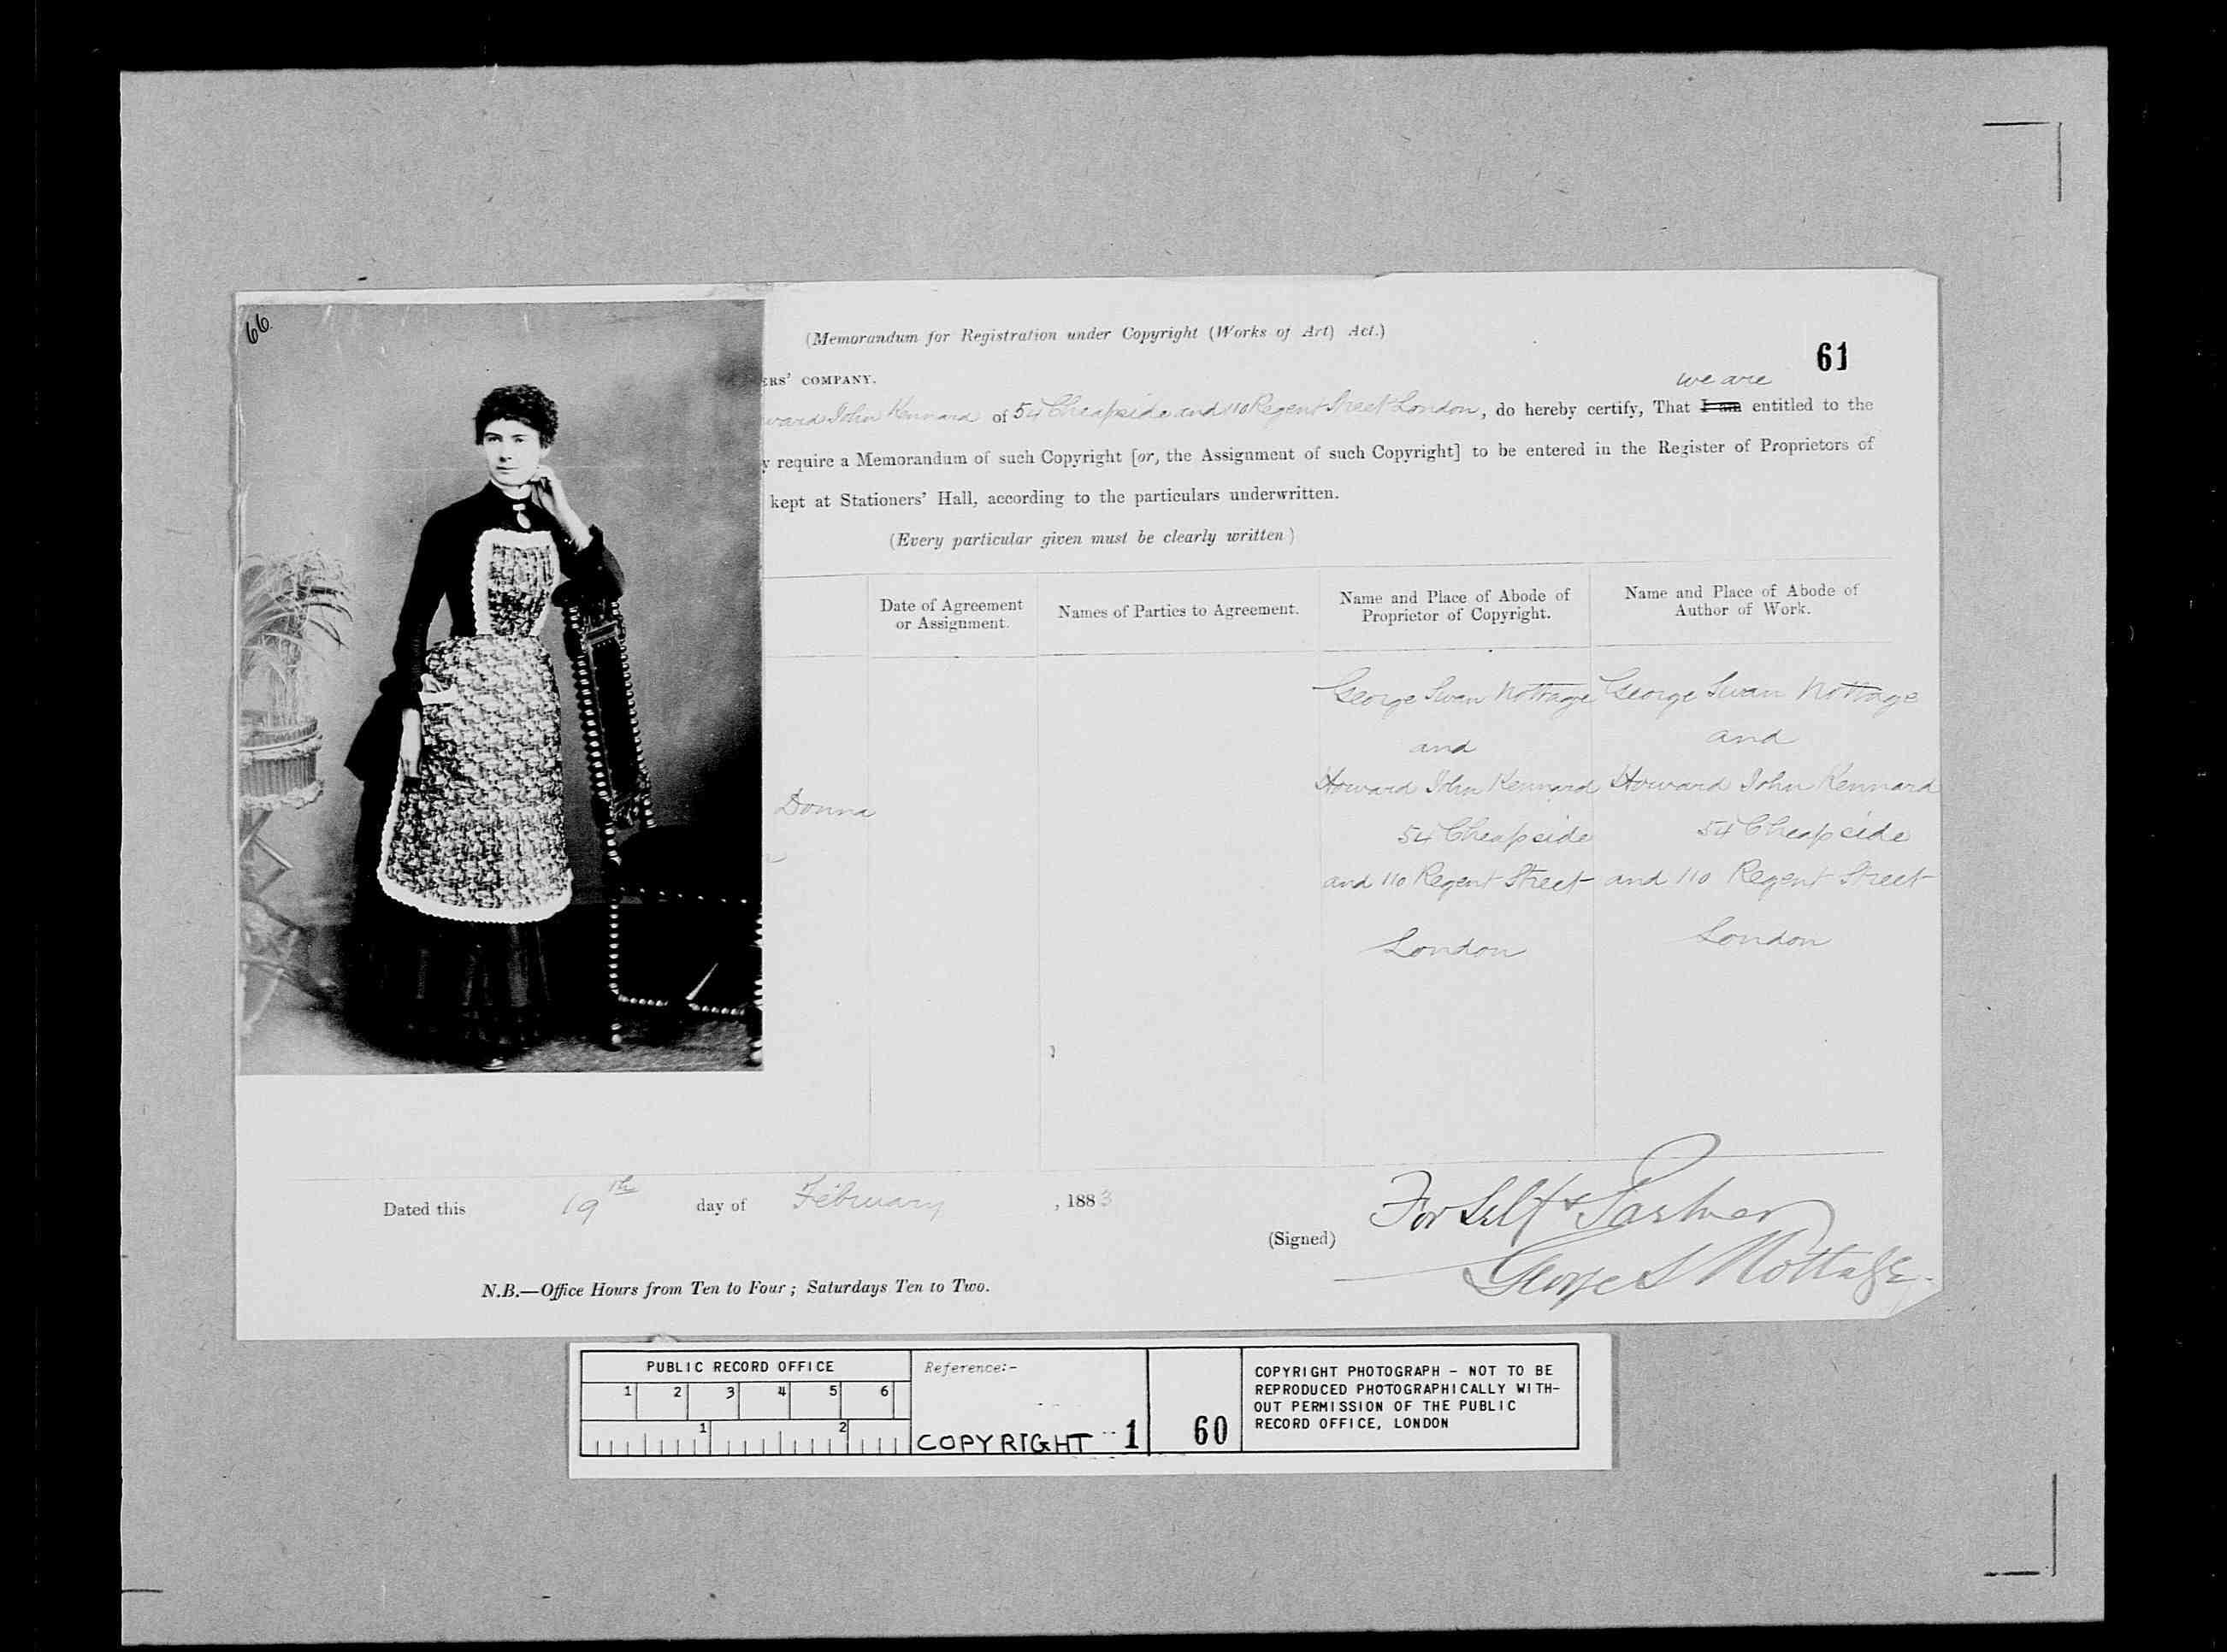 66.
(Memorandum for Registration under Copyright (Works of Art) Act.)
61
ERS' COMPANY.
we are
ward John Kennard of 54 Cheapside and 110 Regent Street London, do hereby certify, That I am entitled to the
y require a Memorandum of such Copyright [or, the Assignment of such Copyright] to be entered in the Register of Proprietors of
kept at Stationers' Hall, according to the particulars underwritten.
(Every particular given must be clearly written)
Date of Agreement
or Assignment.
Names of Parties to Agreement.
Name and Place of Abode of
Proprietor of Copyright.
Name and Place of Abode of
Author of Work.
Donna
George Swan Nottage
and
Howard John Kennard
54 Cheapside
and 110 Regent Street
London
George Swan Nottage
and
Howard John Kennard
54 Cheapside
and 110 Regent Street
London
Dated this 19th day of February, 1883
(Signed)
For Self & Partner
George S Nottage.
N.B.—Office Hours from Ten to Four; Saturdays Ten to Two.
PUBLIC RECORD OFFICE
1 2 3 4 5 6
1 2
Reference:-
COPYRIGHT 1
60
COPYRIGHT PHOTOGRAPH - NOT TO BE
REPRODUCED PHOTOGRAPHICALLY WITH-
OUT PERMISSION OF THE PUBLIC
RECORD OFFICE, LONDON